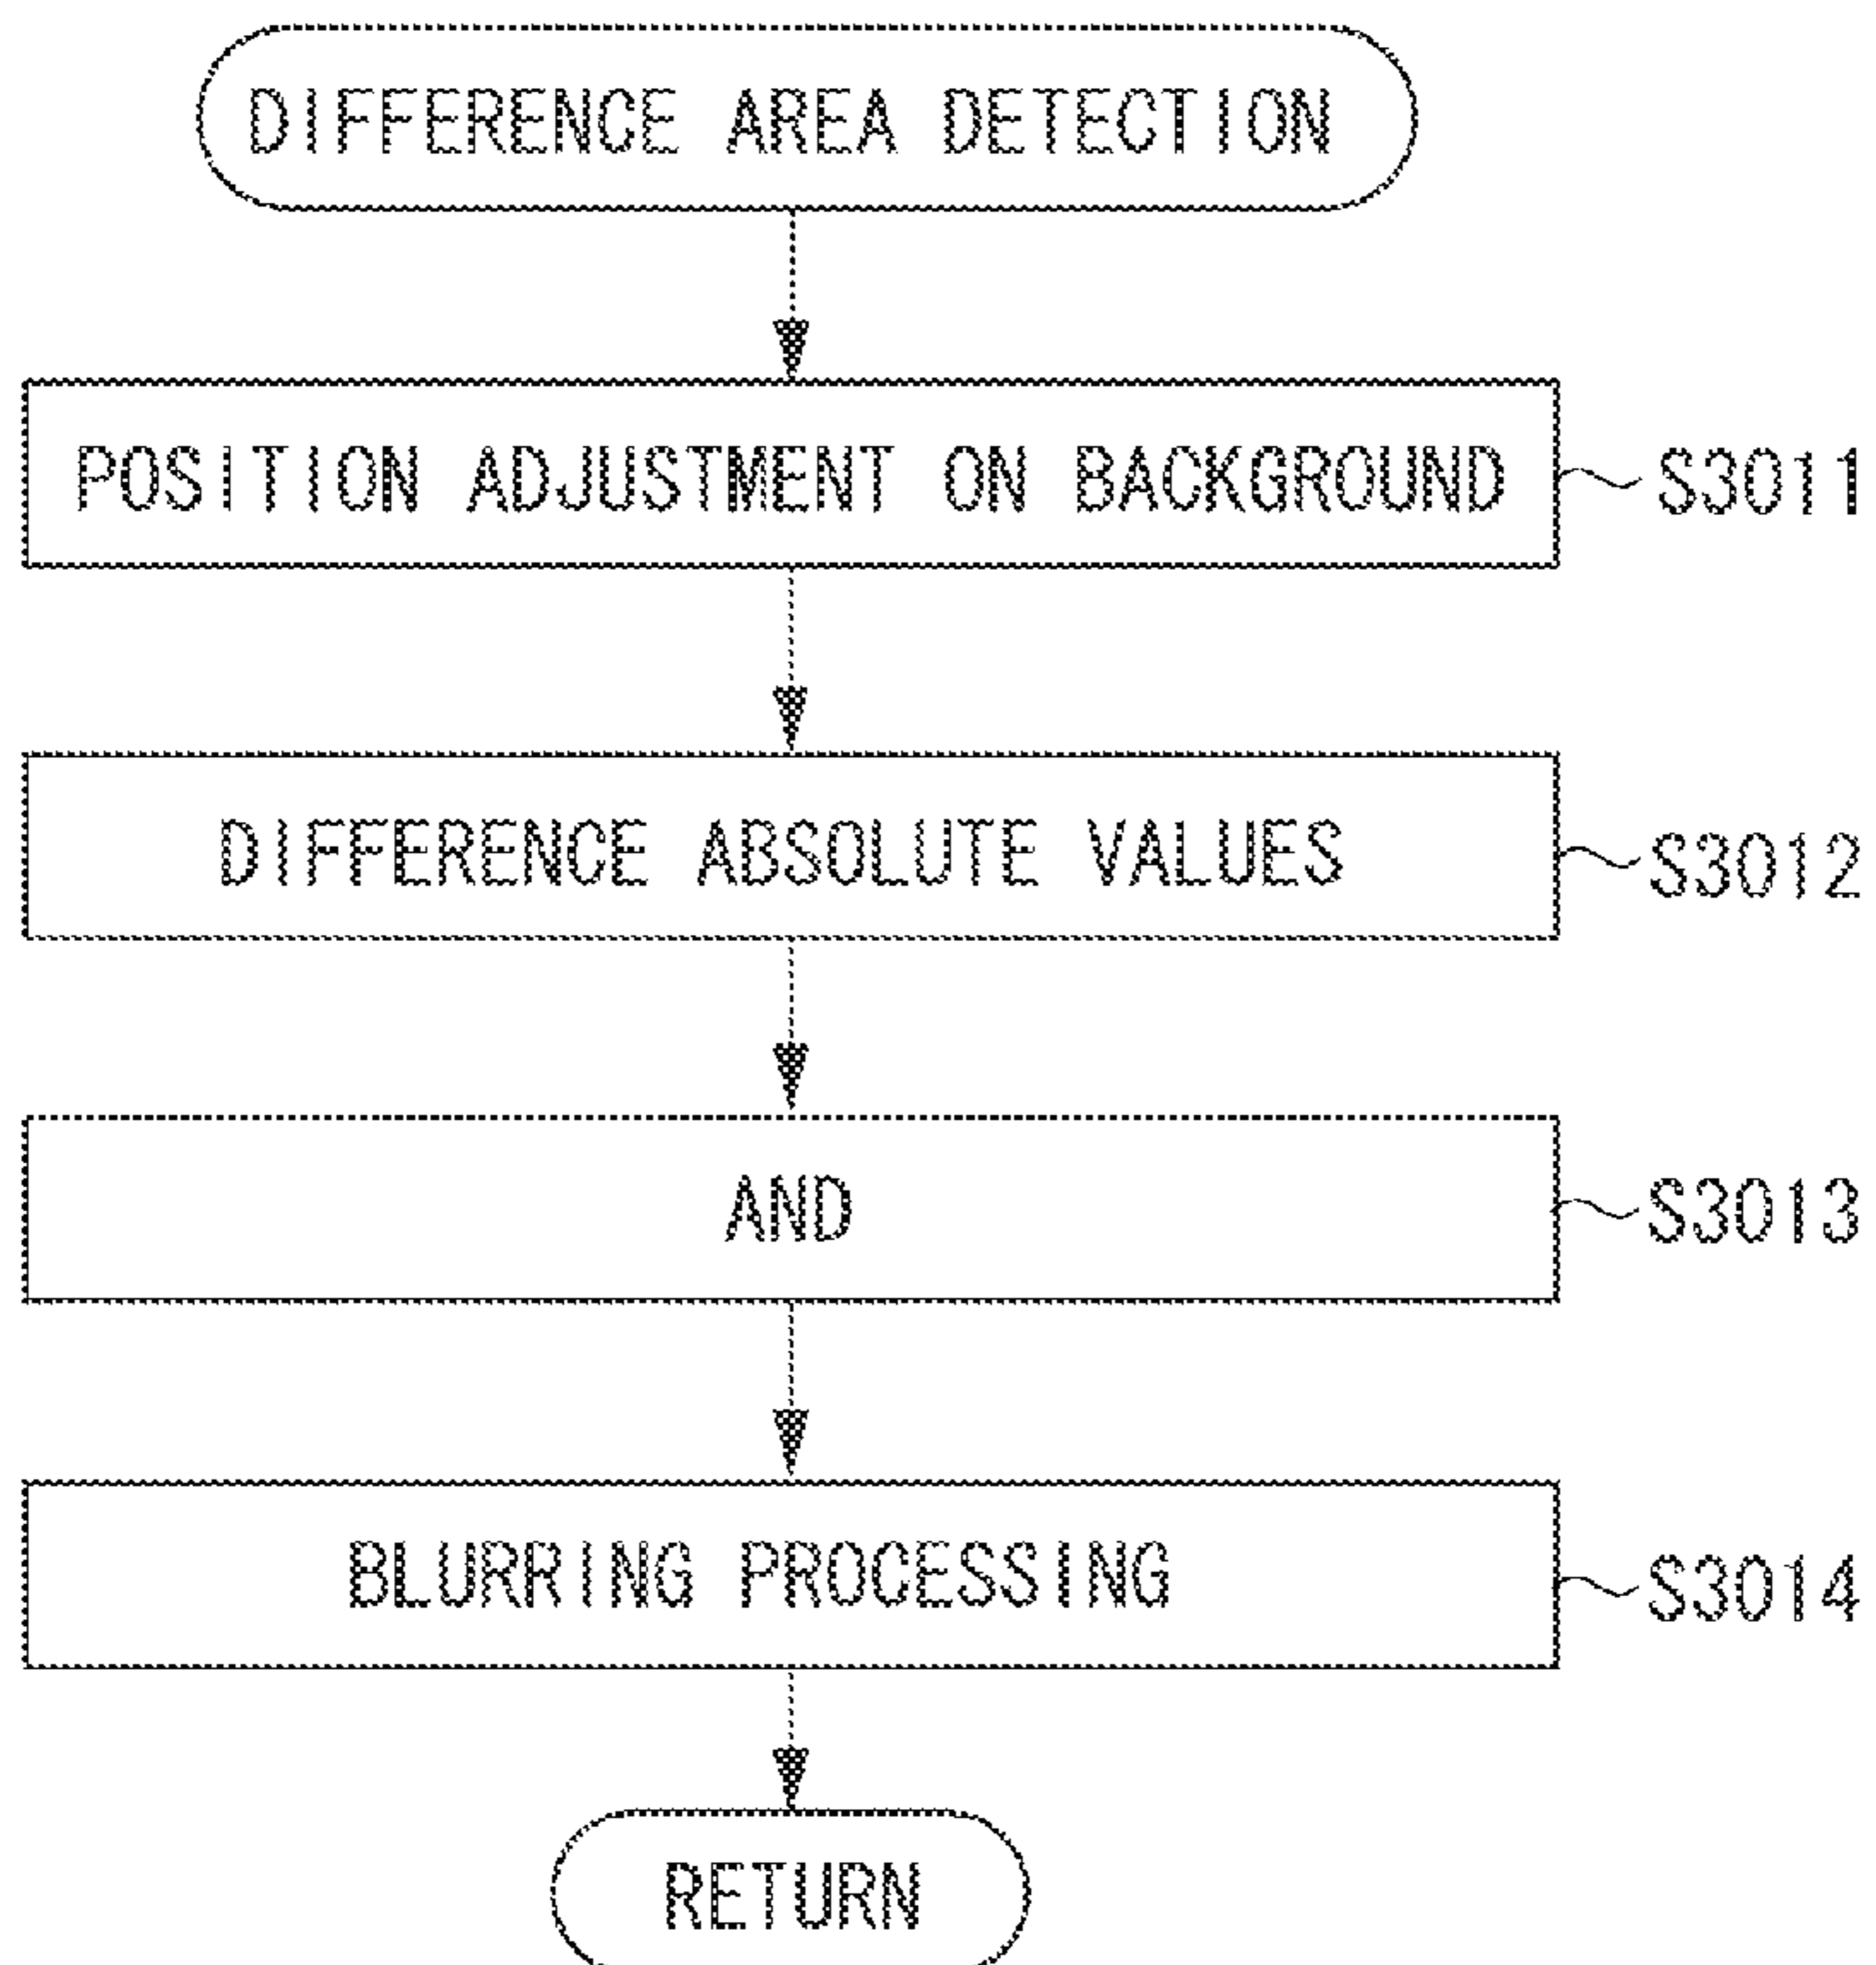 DIFFERENCE AREA DETECTION
POSITION ADJUSTMENT ON BACKGROUND
S3011
DIFFERENCE ABSOLUTE VALUES
S3012
AND
S3013
BLURRING PROCESSING
S3014
RETURN